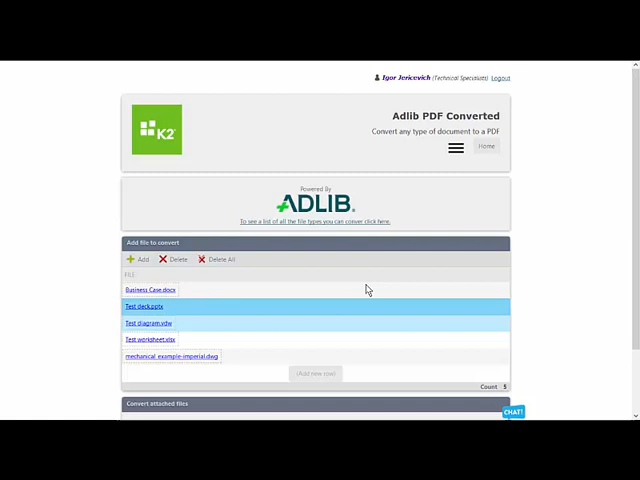 Igor Jericevich (Technical Specialists) Logout
K2
Adlib PDF Converted
Convert any type of document to a PDF
Home
Powered By
ADLIB
To see a list of all the file types you can conver click here.
Add file to convert
Add Delete Delete All
FILE
Business Case.docx
Test deck.pptx
Test diagram.vdw
Test worksheet.xlsx
mechanical_example-imperial.dwg
(Add new row)
Count 5
Convert attached files
CHAT!